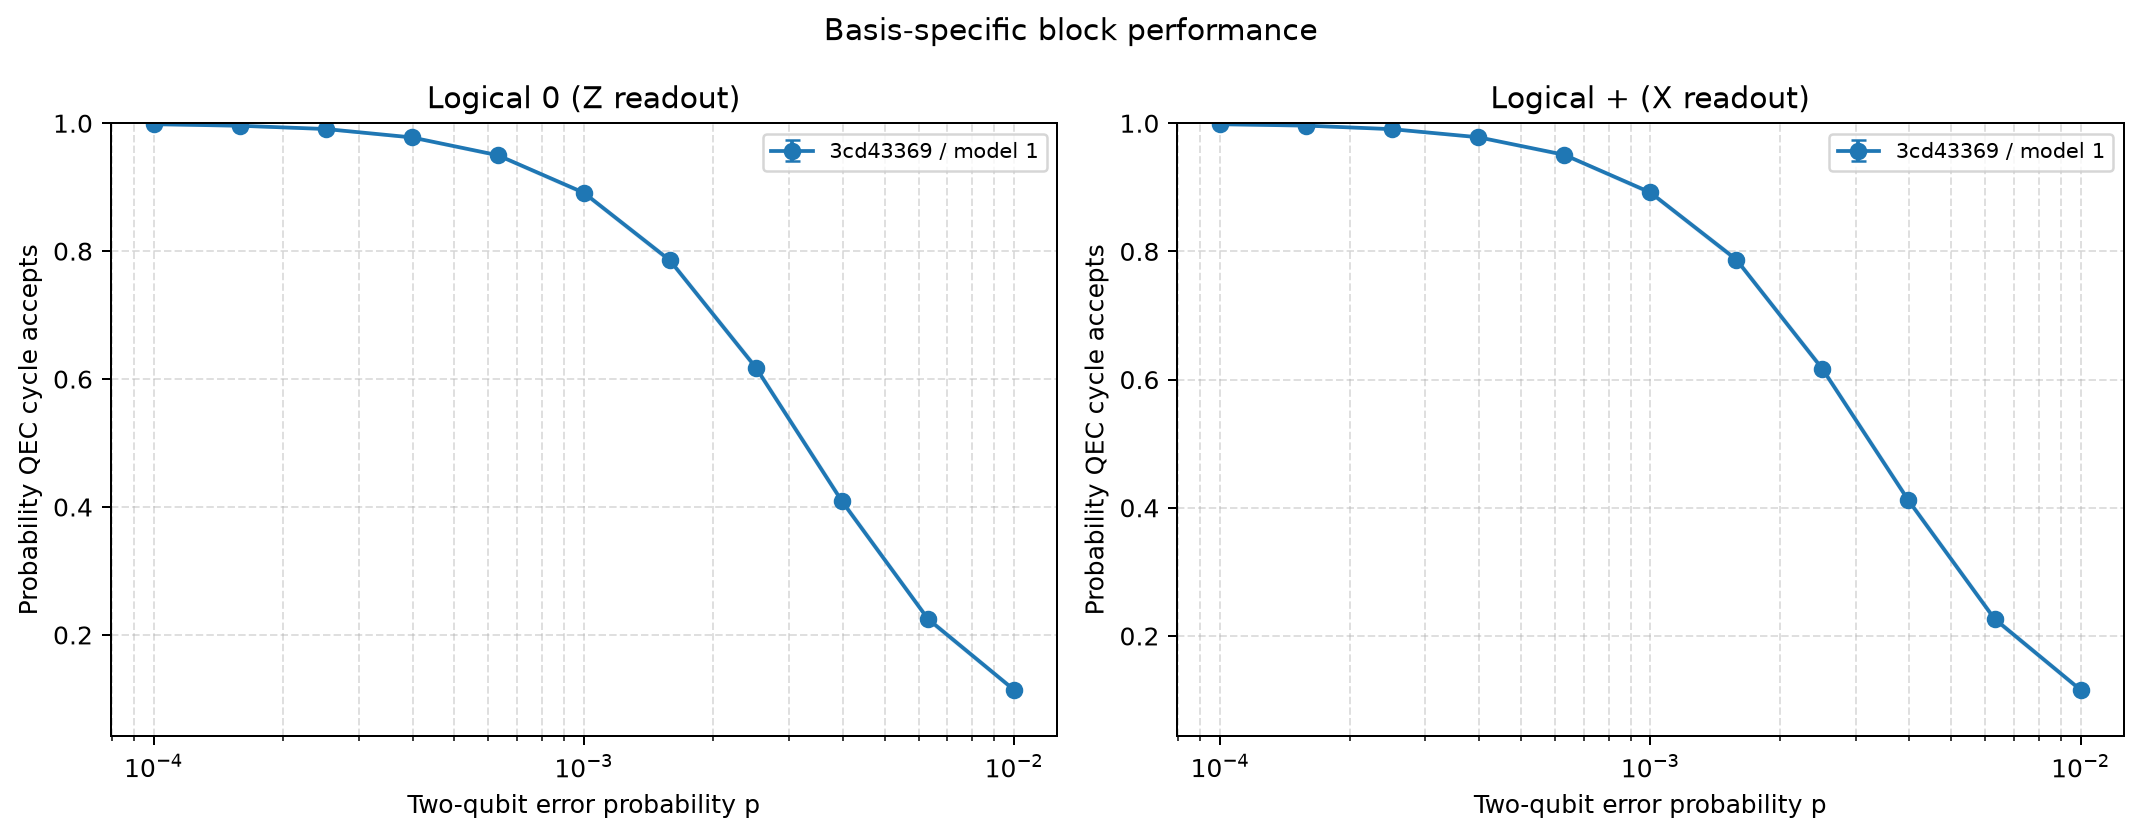 Basis-specific block performance
Logical 0 (Z readout)
Probability QEC cycle accepts
1.0
0.8
0.6
0.4
0.2
3cd43369 / model 1
10⁻⁴
10⁻³
10⁻²
Two-qubit error probability p
Logical + (X readout)
Probability QEC cycle accepts
1.0
0.8
0.6
0.4
0.2
3cd43369 / model 1
10⁻⁴
10⁻³
10⁻²
Two-qubit error probability p